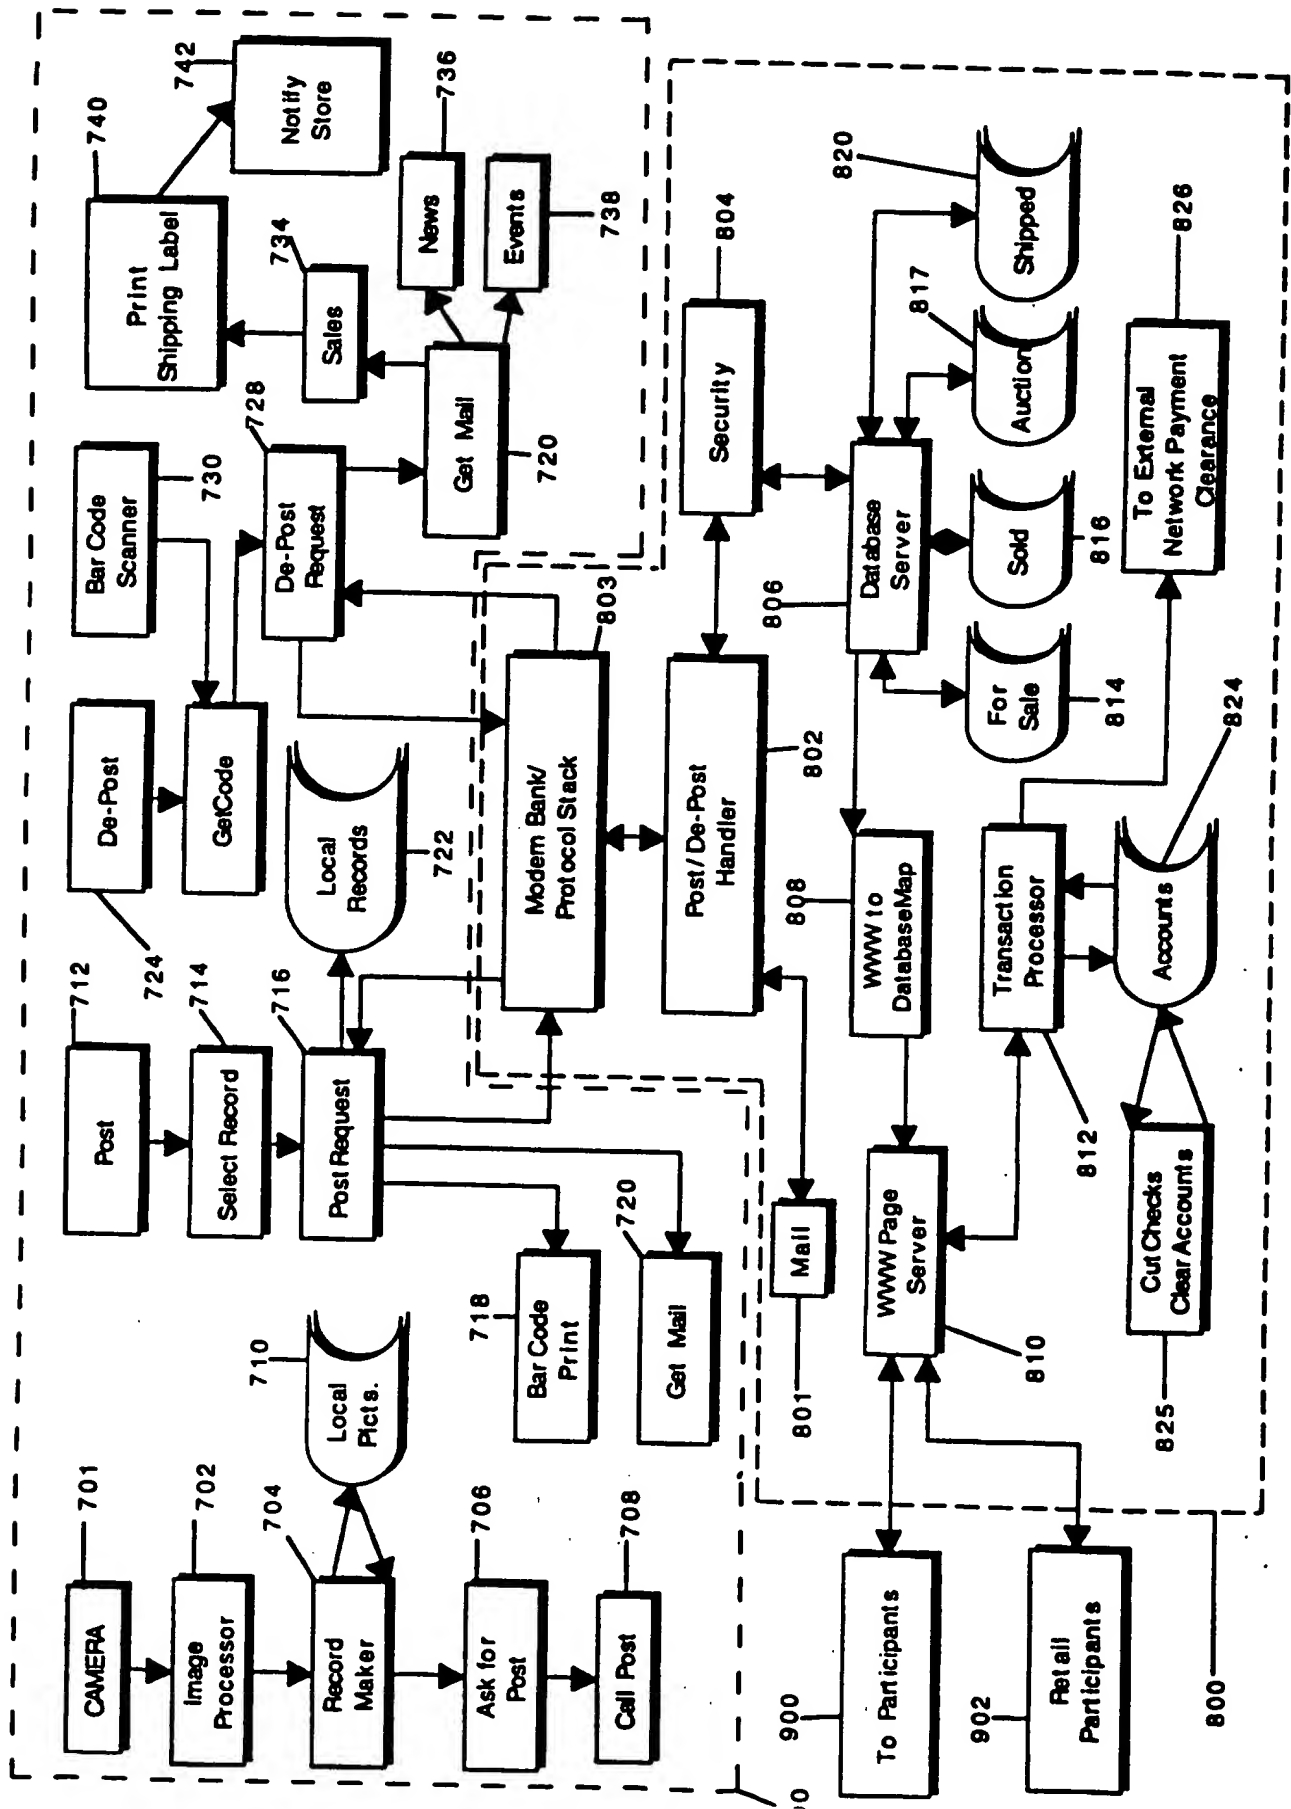 CAMERA
701
Image
Processor
702
Record
Maker
704
Ask for
Post
706
Call Post
708
Local
Picts.
710
Post
712
Select Record
714
Post Request
716
Bar Code
Print
718
Get Mail
720
Local
Records
722
De-Post
724
GetCode
Bar Code
Scanner
730
De-Post
Request
728
Get Mail
720
Sales
734
News
736
Events
738
Print
Shipping Label
740
Notify
Store
742
Modem Bank/
Protocol Stack
803
Post/De-Post
Handler
802
Security
804
Mail
801
Database
Server
806
WWW to
DatabaseMap
808
WWW Page
Server
810
Transaction
Processor
812
For
Sale
814
Sold
816
Auction
817
Shipped
820
Accounts
824
Cut Checks
Clear Accounts
825
To External
Network Payment
Clearance
826
To Participants
900
Retail
Participants
902
800